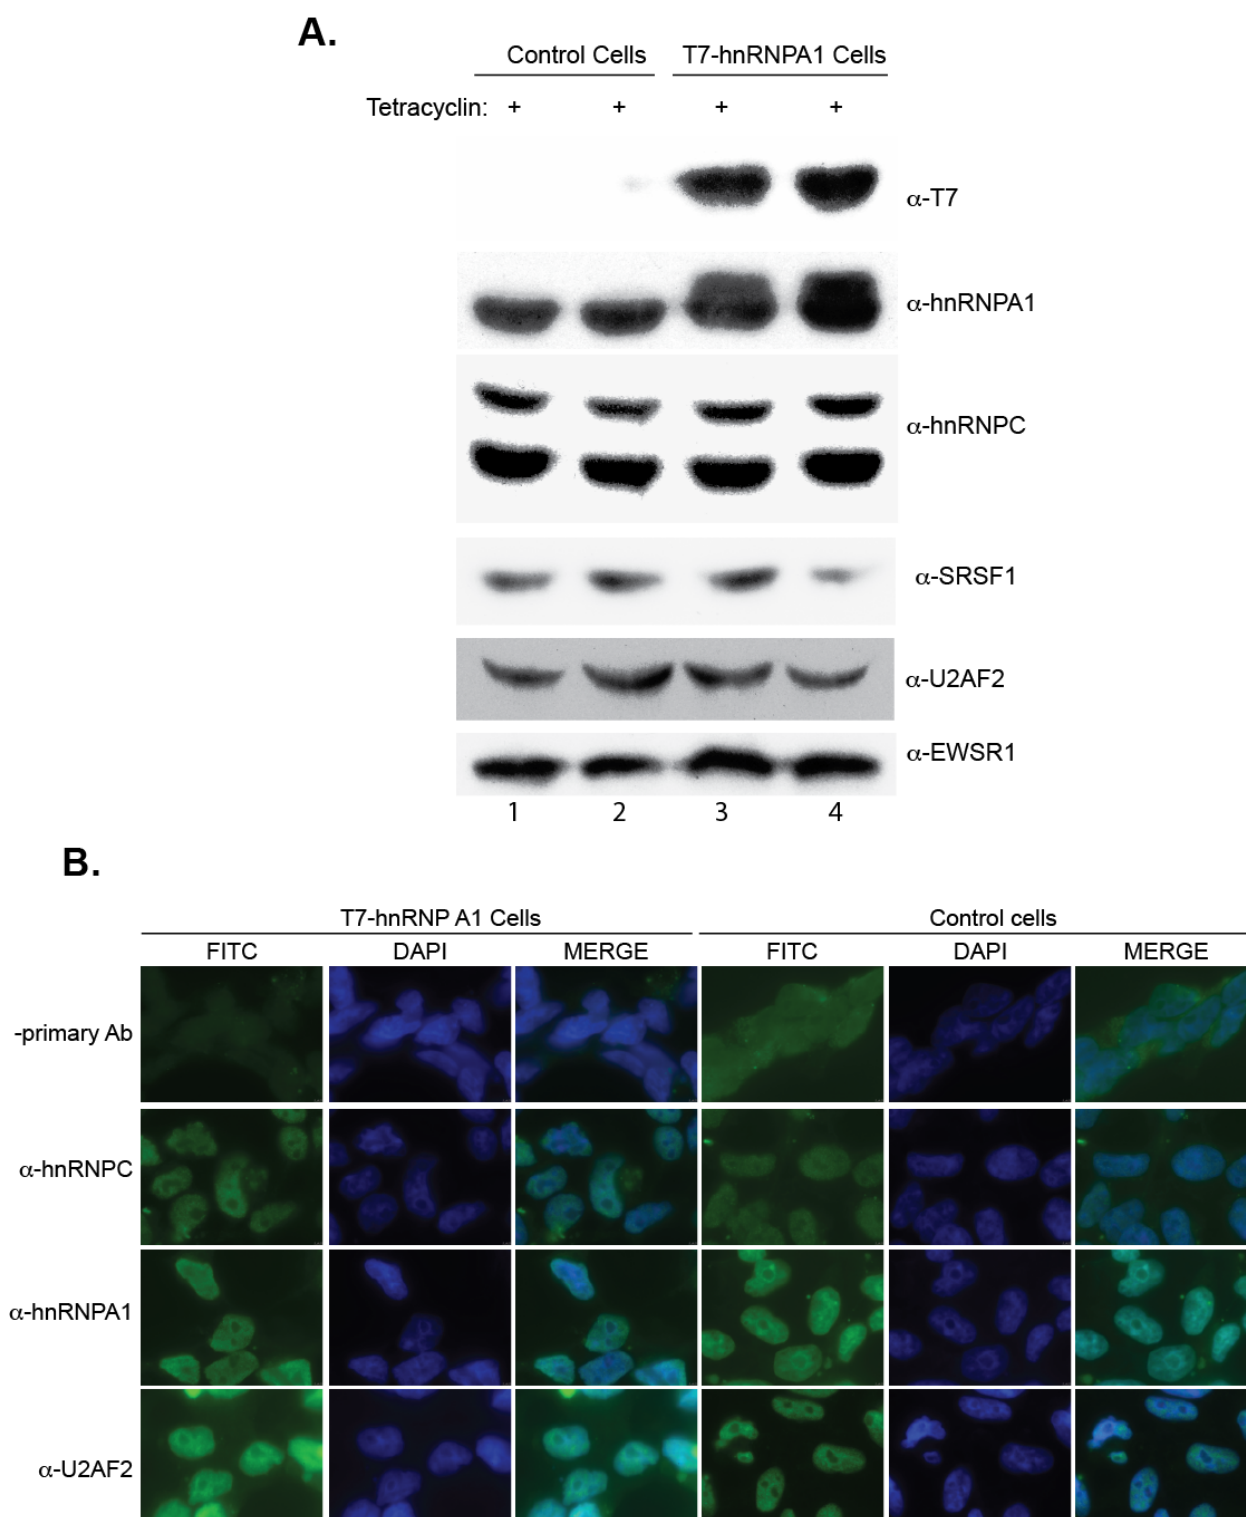 A.
Control Cells T7-hnRNPA1 Cells
Tetracyclin: + + + +
α-T7
α-hnRNPA1
α-hnRNPC
α-SRSF1
α-U2AF2
α-EWSR1
1 2 3 4
B.
T7-hnRNP A1 Cells Control cells
FITC DAPI MERGE FITC DAPI MERGE
-primary Ab
α-hnRNPC
α-hnRNPA1
α-U2AF2